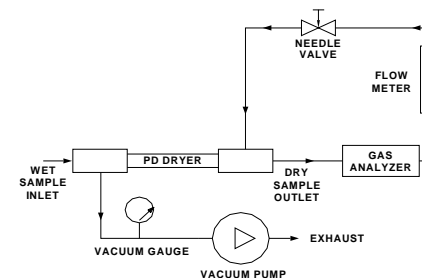 NEEDLE
VALVE
FLOW
METER
PD DRYER
WET
SAMPLE
INLET
DRY
SAMPLE
OUTLET
GAS
ANALYZER
VACUUM GAUGE
EXHAUST
VACUUM PUMP